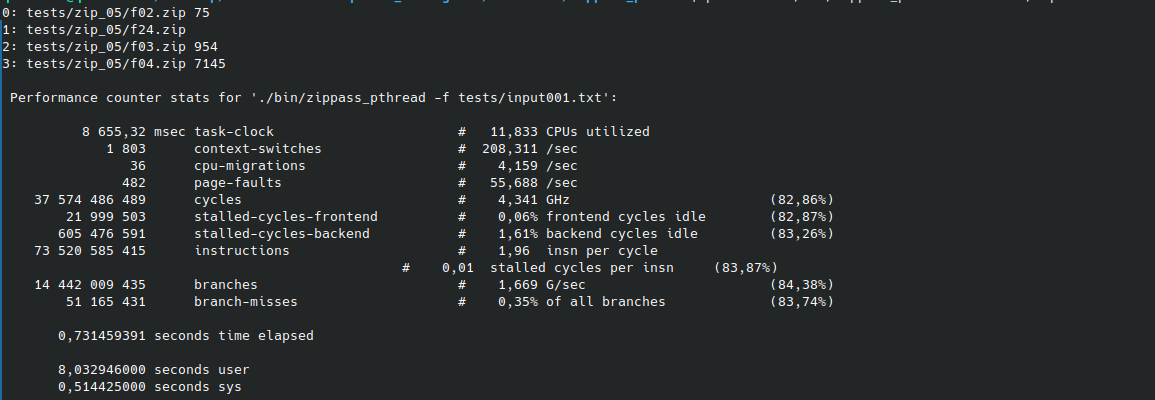 0: tests/zip_05/f02.zip 75
1: tests/zip_05/f24.zip
2: tests/zip_05/f03.zip 954
3: tests/zip_05/f04.zip 7145
Performance counter stats for './bin/zippass_pthread -f tests/input001.txt':
8 655,32 msec task-clock # 11,833 CPUs utilized
1 803 context-switches # 208,311 /sec
36 cpu-migrations # 4,159 /sec
482 page-faults # 55,688 /sec
37 574 486 489 cycles # 4,341 GHz (82,86%)
21 999 503 stalled-cycles-frontend # 0,06% frontend cycles idle (82,87%)
605 476 591 stalled-cycles-backend # 1,61% backend cycles idle (83,26%)
73 520 585 415 instructions # 1,96 insn per cycle
# 0,01 stalled cycles per insn (83,87%)
14 442 009 435 branches # 1,669 G/sec (84,38%)
51 165 431 branch-misses # 0,35% of all branches (83,74%)
0,731459391 seconds time elapsed
8,032946000 seconds user
0,514425000 seconds sys